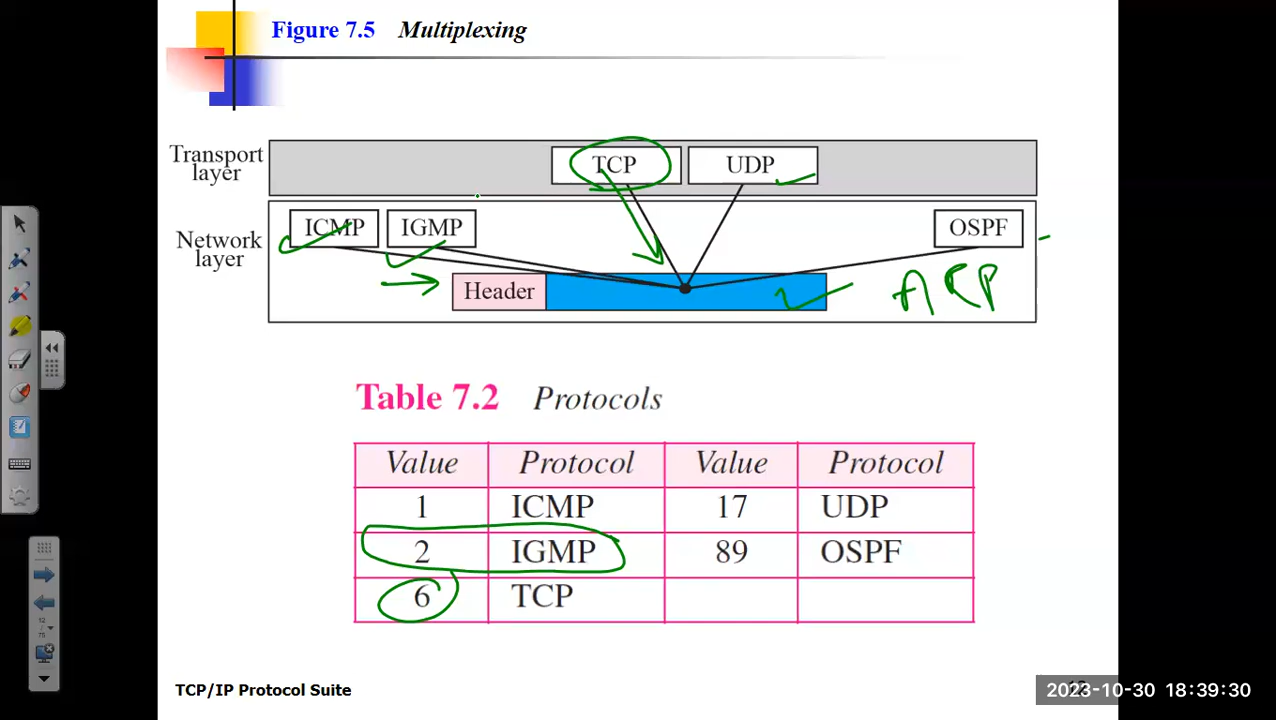 Figure 7.5 Multiplexing
Transport layer
TCP UDP
Network layer
ICMP IGMP OSPF
Header
ARP
Table 7.2 Protocols
Value Protocol Value Protocol
1 ICMP 17 UDP
2 IGMP 89 OSPF
6 TCP
TCP/IP Protocol Suite
2023-10-30 18:39:30